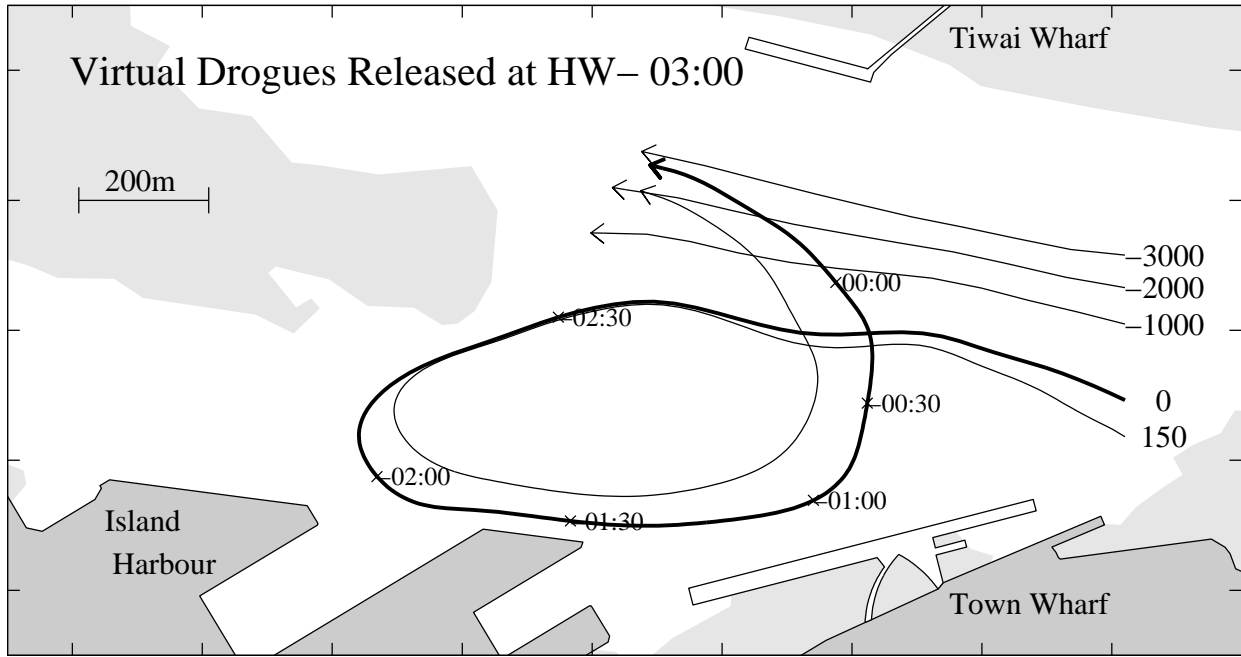 Tiwai Wharf
Virtual Drogues Released at HW– 03:00
200m
–3000
00:00
–2000
–02:30
–1000
–00:30
0
150
–02:00
–01:00
Island
–01:30
Harbour
Town Wharf